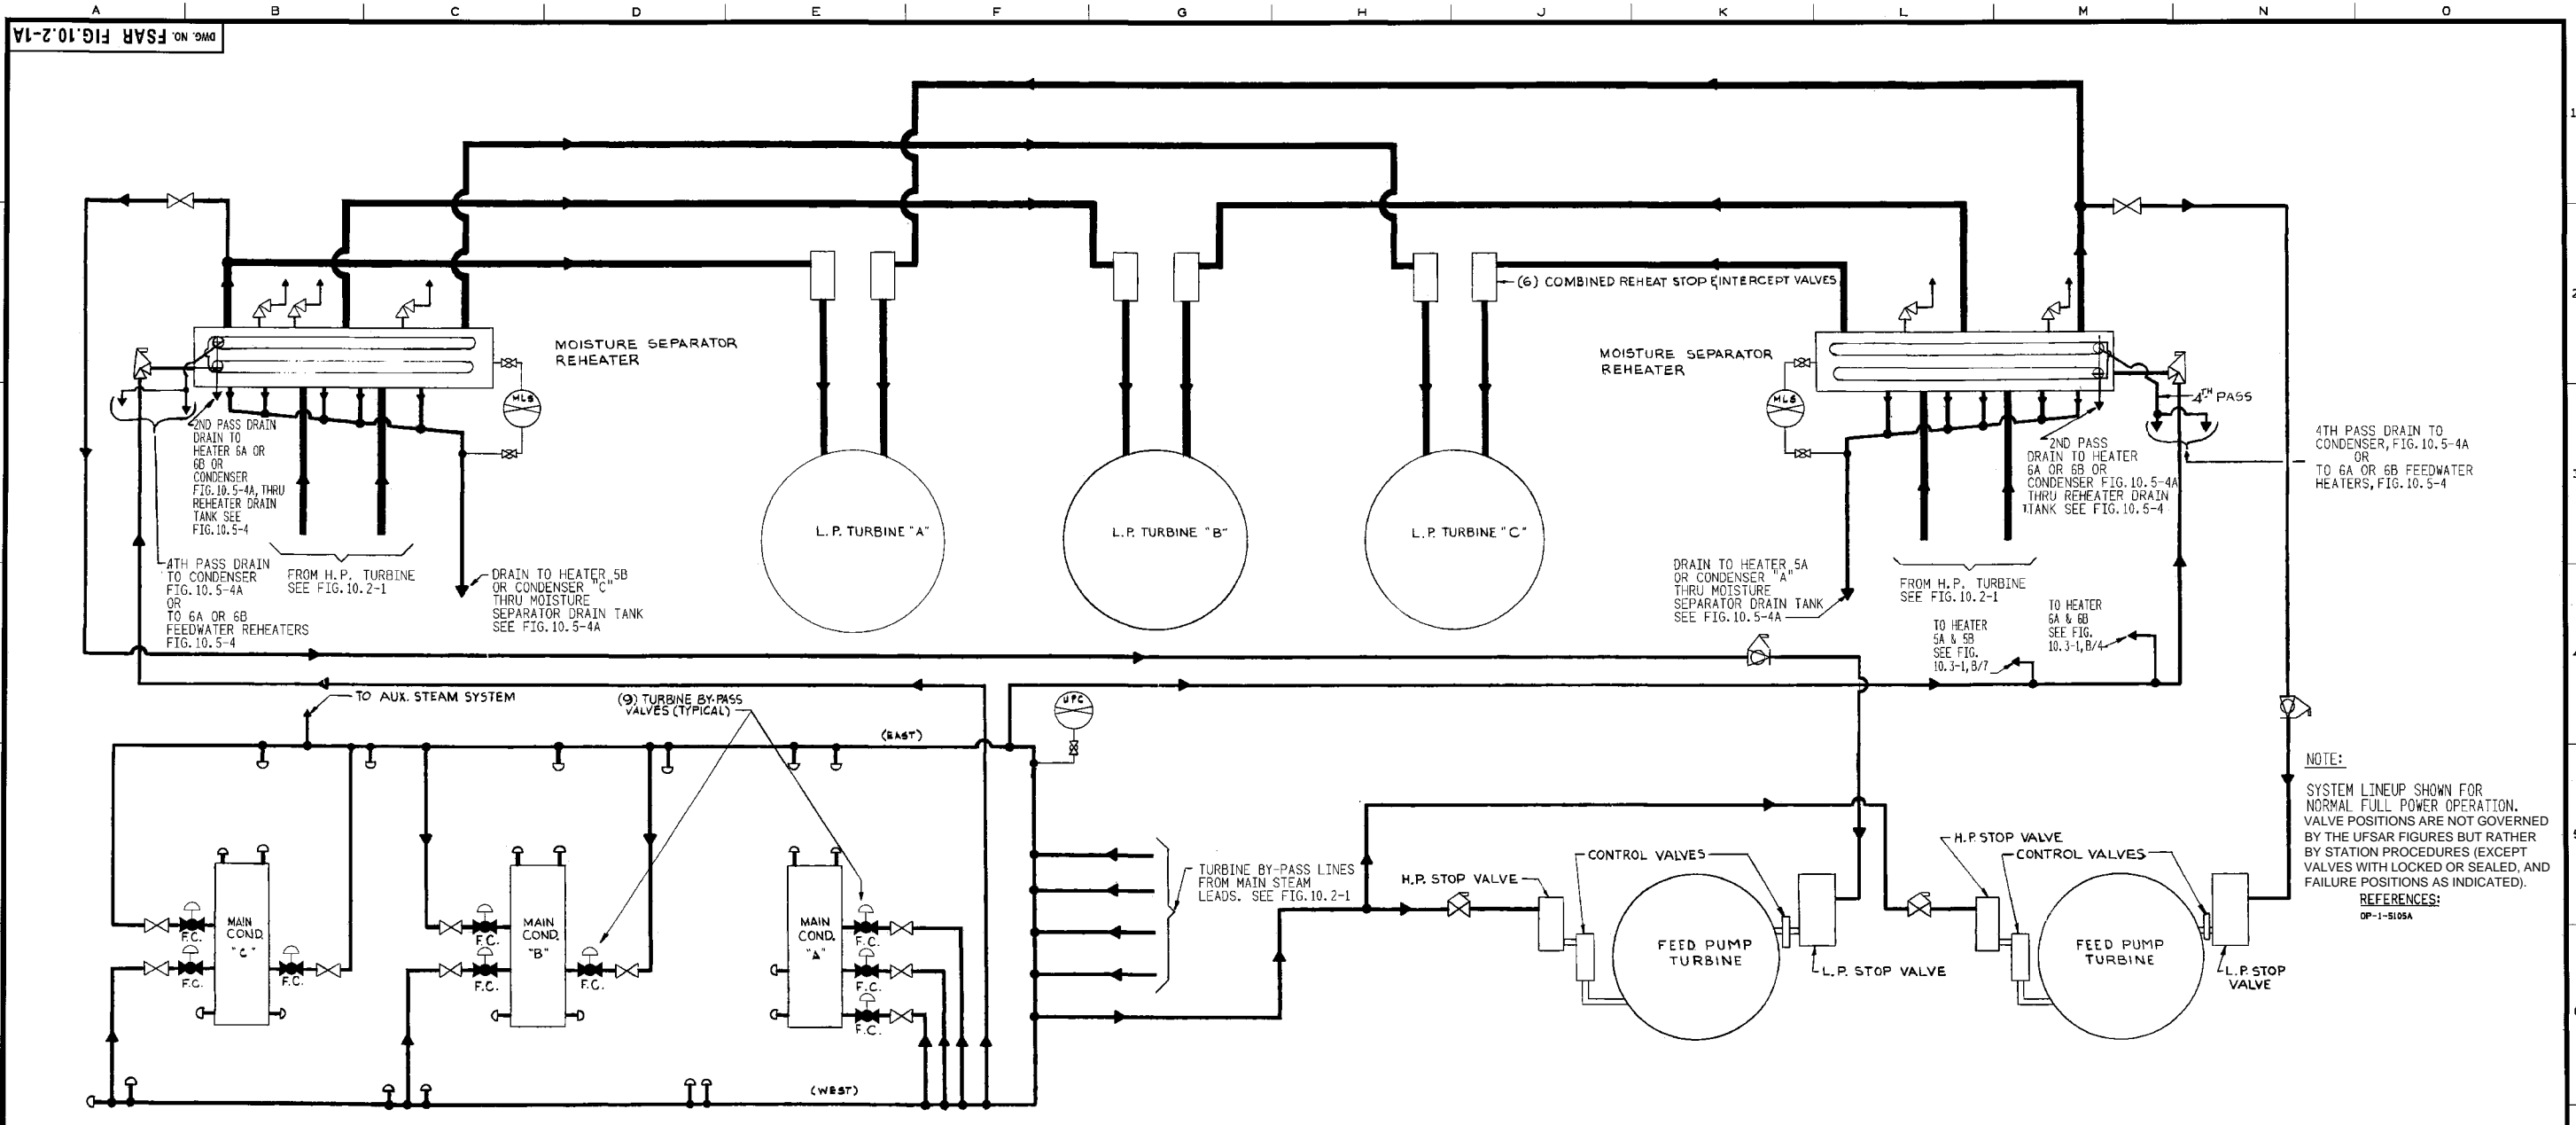 A B C D E F G H J K L M N O
DWG. NO. FSAR FIG.10.2-1A
1
2
3
5
(6) COMBINED REHEAT STOP & INTERCEPT VALVES
MOISTURE SEPARATOR
REHEATER
MLS
MOISTURE SEPARATOR
REHEATER
MLS
4TH PASS
2ND PASS DRAIN
DRAIN TO
HEATER 6A OR
6B OR
CONDENSER
FIG.10.5-4A, THRU
REHEATER DRAIN
TANK SEE
FIG.10.5-4
4TH PASS DRAIN
TO CONDENSER
FIG.10.5-4A
OR
TO 6A OR 6B
FEEDWATER REHEATERS
FIG.10.5-4
FROM H.P. TURBINE
SEE FIG.10.2-1
DRAIN TO HEATER 5B
OR CONDENSER "C"
THRU MOISTURE
SEPARATOR DRAIN TANK
SEE FIG.10.5-4A
L.P. TURBINE "A"
L.P. TURBINE "B"
L.P. TURBINE "C"
DRAIN TO HEATER 5A
OR CONDENSER "A"
THRU MOISTURE
SEPARATOR DRAIN TANK
SEE FIG.10.5-4A
FROM H.P. TURBINE
SEE FIG.10.2-1
2ND PASS
DRAIN TO HEATER
6A OR 6B OR
CONDENSER FIG.10.5-4A
THRU REHEATER DRAIN
TANK SEE FIG.10.5-4
4TH PASS DRAIN TO
CONDENSER, FIG.10.5-4A
OR
TO 6A OR 6B FEEDWATER
HEATERS, FIG.10.5-4
TO HEATER
5A & 5B
SEE FIG.
10.3-1, B/7
TO HEATER
6A & 6B
SEE FIG.
10.3-1, B/4
TO AUX. STEAM SYSTEM
(9) TURBINE BY-PASS
VALVES (TYPICAL)
(EAST)
UPC
MAIN
COND.
"C"
F.C.
F.C.
F.C.
MAIN
COND.
"B"
F.C.
F.C.
F.C.
MAIN
COND.
"A"
F.C.
F.C.
F.C.
(WEST)
TURBINE BY-PASS LINES
FROM MAIN STEAM
LEADS. SEE FIG.10.2-1
H.P. STOP VALVE
CONTROL VALVES
FEED PUMP
TURBINE
L.P. STOP VALVE
H.P. STOP VALVE
CONTROL VALVES
FEED PUMP
TURBINE
L.P. STOP
VALVE
NOTE:
SYSTEM LINEUP SHOWN FOR
NORMAL FULL POWER OPERATION.
VALVE POSITIONS ARE NOT GOVERNED
BY THE UFSAR FIGURES BUT RATHER
BY STATION PROCEDURES (EXCEPT
VALVES WITH LOCKED OR SEALED, AND
FAILURE POSITIONS AS INDICATED).
REFERENCES:
OP-1-5105A